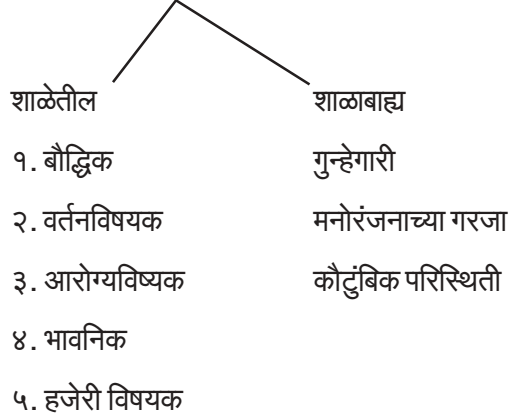 शाळेतील शाळाबाह्य
१. बौद्धिक गुन्हेगारी
२. वर्तनविषयक मनोरंजनाच्या गरजा
३. आरोग्यविष्यक कौटुंबिक परिस्थिती
४. भावनिक
५. हजेरी विषयक